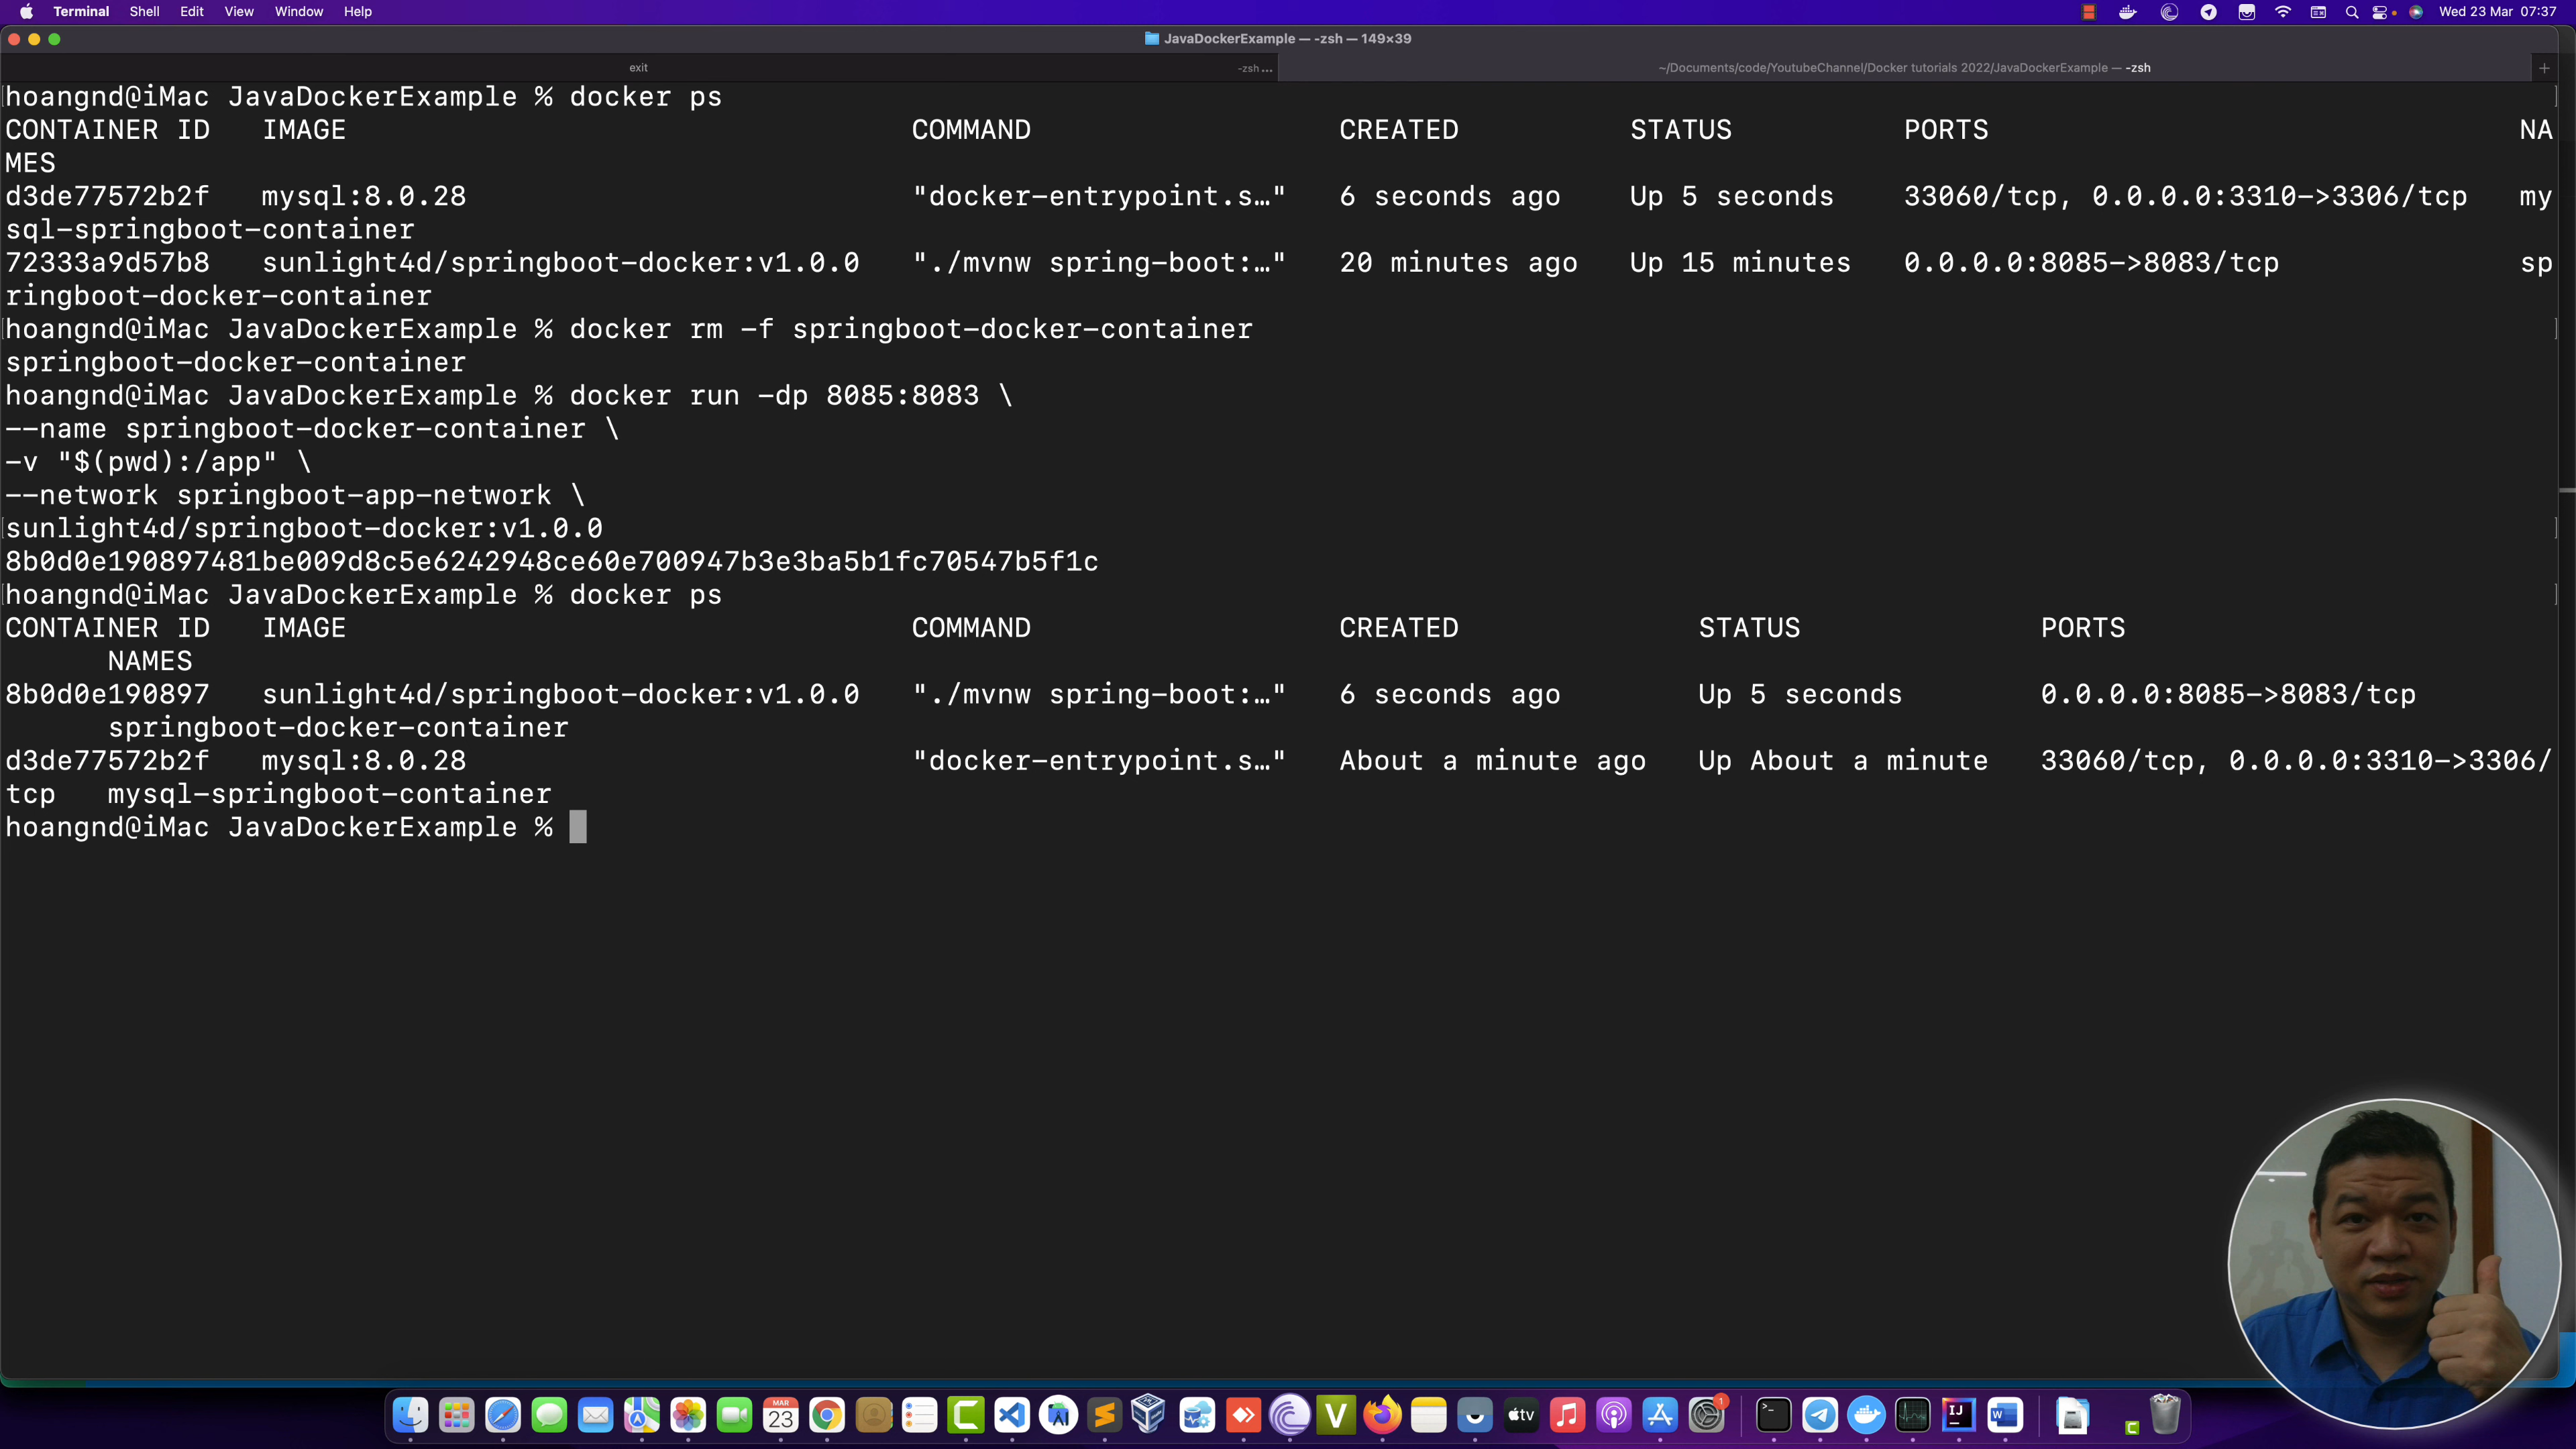 Terminal Shell Edit View Window Help Wed 23 Mar 07:37
JavaDockerExample — -zsh — 149×39
exit -zsh ... ~/Documents/code/YoutubeChannel/Docker tutorials 2022/JavaDockerExample — -zsh
hoangnd@iMac JavaDockerExample % docker ps
CONTAINER ID IMAGE COMMAND CREATED STATUS PORTS NA
MES
d3de77572b2f mysql:8.0.28 "docker-entrypoint.s…" 6 seconds ago Up 5 seconds 33060/tcp, 0.0.0.0:3310->3306/tcp my
sql-springboot-container
72333a9d57b8 sunlight4d/springboot-docker:v1.0.0 "./mvnw spring-boot:…" 20 minutes ago Up 15 minutes 0.0.0.0:8085->8083/tcp sp
ringboot-docker-container
hoangnd@iMac JavaDockerExample % docker rm -f springboot-docker-container
springboot-docker-container
hoangnd@iMac JavaDockerExample % docker run -dp 8085:8083 \
--name springboot-docker-container \
-v "$(pwd):/app" \
--network springboot-app-network \
sunlight4d/springboot-docker:v1.0.0
8b0d0e190897481be009d8c5e6242948ce60e700947b3e3ba5b1fc70547b5f1c
hoangnd@iMac JavaDockerExample % docker ps
CONTAINER ID IMAGE COMMAND CREATED STATUS PORTS
NAMES
8b0d0e190897 sunlight4d/springboot-docker:v1.0.0 "./mvnw spring-boot:…" 6 seconds ago Up 5 seconds 0.0.0.0:8085->8083/tcp
springboot-docker-container
d3de77572b2f mysql:8.0.28 "docker-entrypoint.s…" About a minute ago Up About a minute 33060/tcp, 0.0.0.0:3310->3306/
tcp mysql-springboot-container
hoangnd@iMac JavaDockerExample %
MAR
23
tv
1
IJ
W